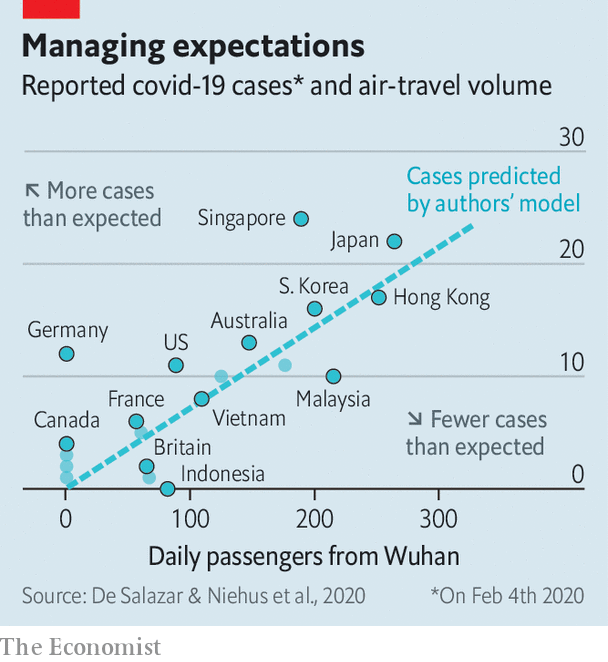 Managing expectations
Reported covid-19 cases* and air-travel volume
30
Cases predicted
by authors' model
↖ More cases
than expected
Singapore
Japan
20
S. Korea
Hong Kong
Australia
Germany
US
10
Malaysia
France
Canada
Vietnam
↘ Fewer cases
than expected
Britain
Indonesia
0
0
100
200
300
Daily passengers from Wuhan
Source: De Salazar & Niehus et al., 2020
*On Feb 4th 2020
The Economist